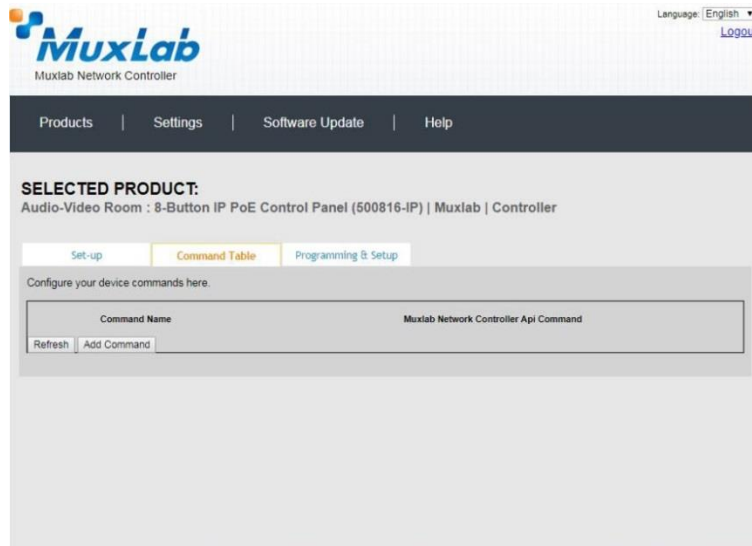 Language: English
Logou
MuxLab
Muxlab Network Controller
Products | Settings | Software Update | Help
SELECTED PRODUCT:
Audio-Video Room : 8-Button IP PoE Control Panel (500816-IP) | Muxlab | Controller
Set-up Command Table Programming & Setup
Configure your device commands here.
Command Name Muxlab Network Controller Api Command
Refresh Add Command